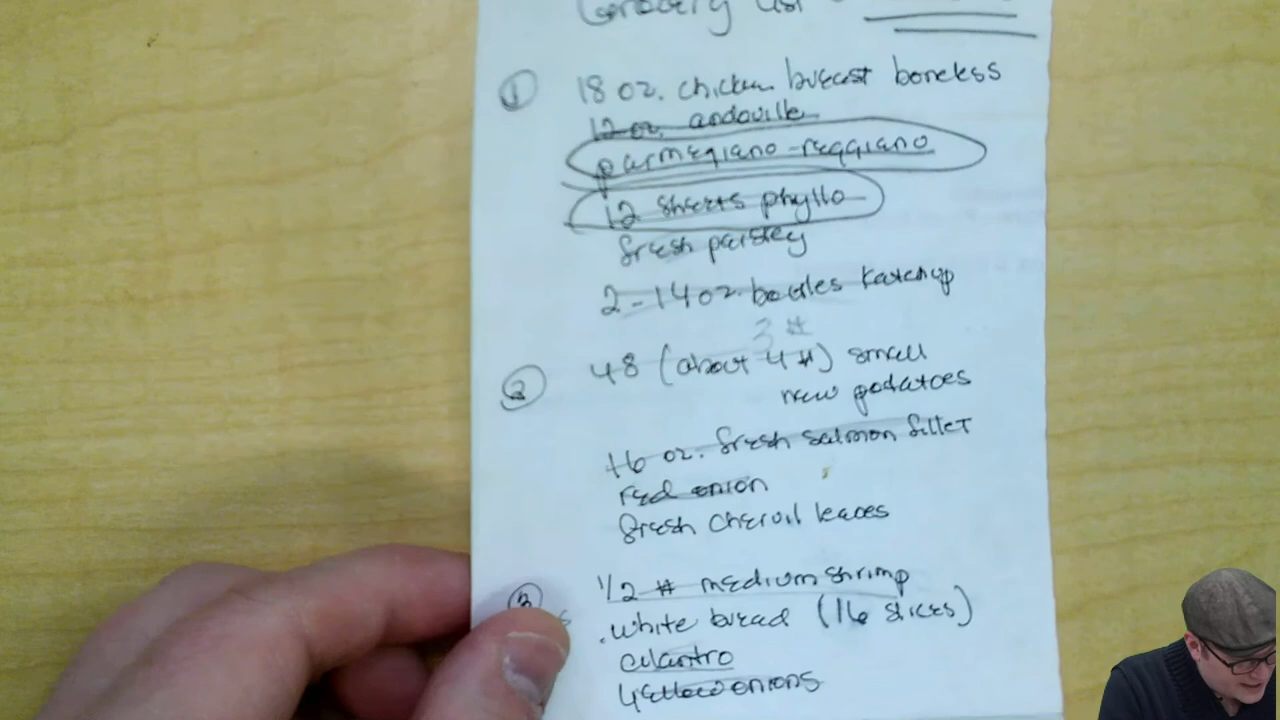 Grocery List
① 18 oz. chicken breast boneless
12 oz. andouille
parmegiano-reggiano
12 sheets phyllo
fresh parsley
2 - 14 oz. bottles Ketchup
3 #
② 48 (about 4 #) small
new potatoes
16 oz. fresh salmon fillet
red onion
fresh chervil leaves
③ 1/2 # medium shrimp
white bread (16 slices)
cilantro
yellow onions